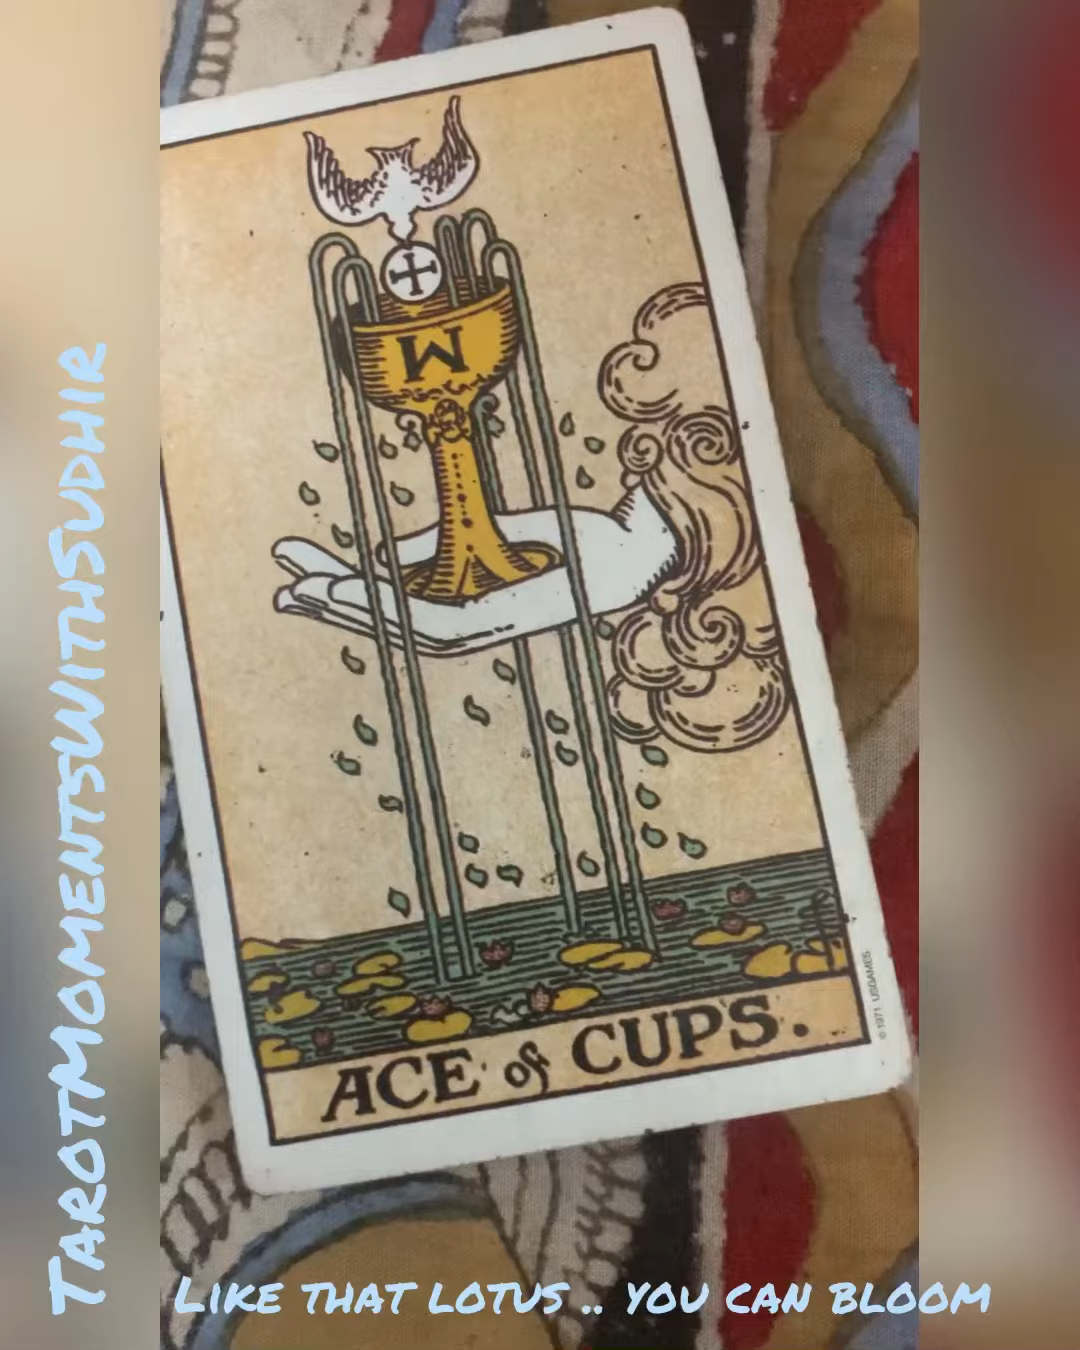 TAROTMOMENTSWITHSUDHIR
W
ACE of CUPS.
© 1971 USGAMES
LIKE THAT LOTUS .. YOU CAN BLOOM